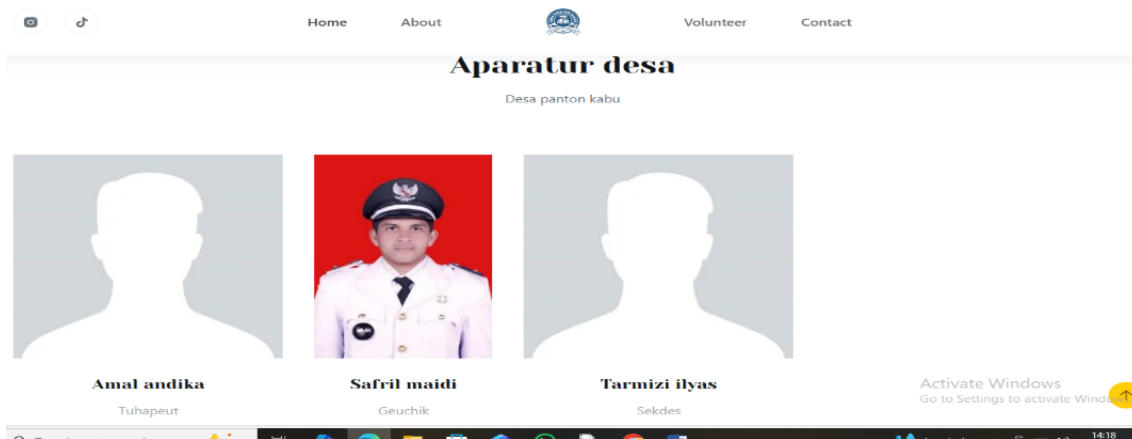 Home About Volunteer Contact
Aparatur desa
Desa panton kabu
Amal andika Safril maidi Tarmizi ilyas
Tuhapeut Geuchik Sekdes
Activate Windows
Go to Settings to activate Windows
14:18